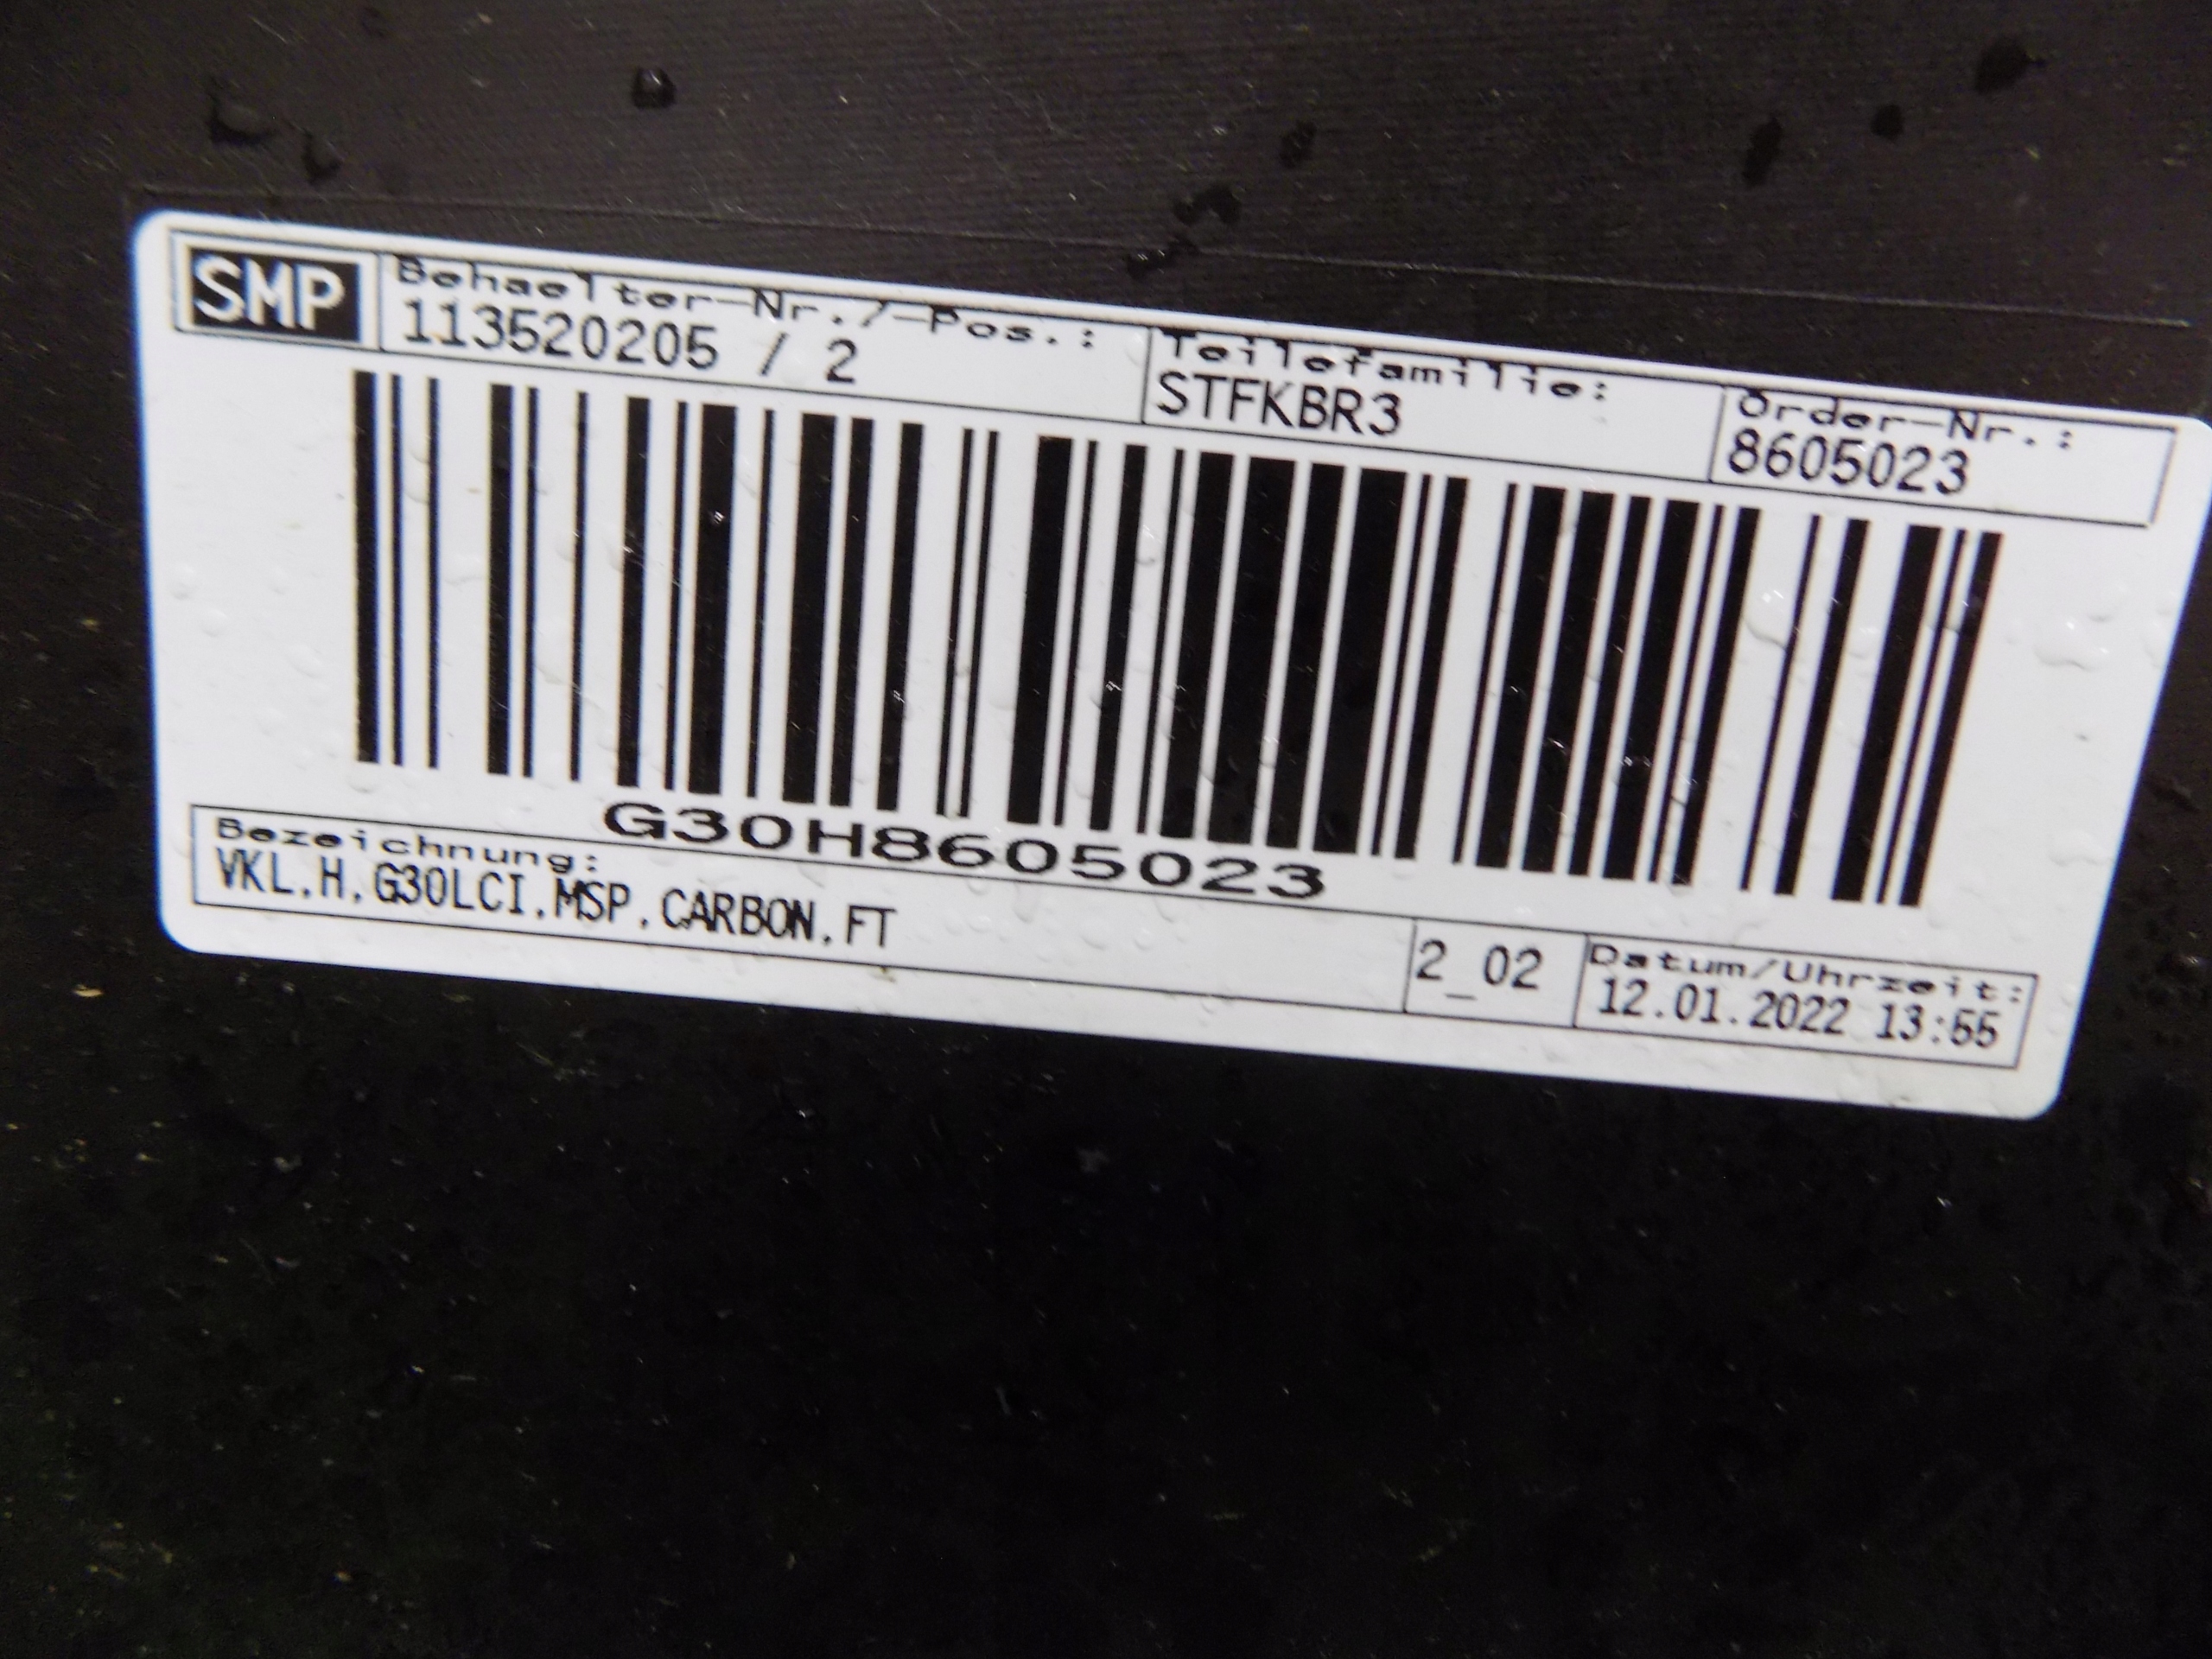 SMP
Behaelter-Nr./-Pos.:
113520205 / 2
Teilefamilie:
STFKBR3
Order-Nr.:
8605023
G30H8605023
Bezeichnung:
VKL.H.G30LCI.MSP.CARBON.FT
2_02
Datum/Uhrzeit:
12.01.2022 13:55